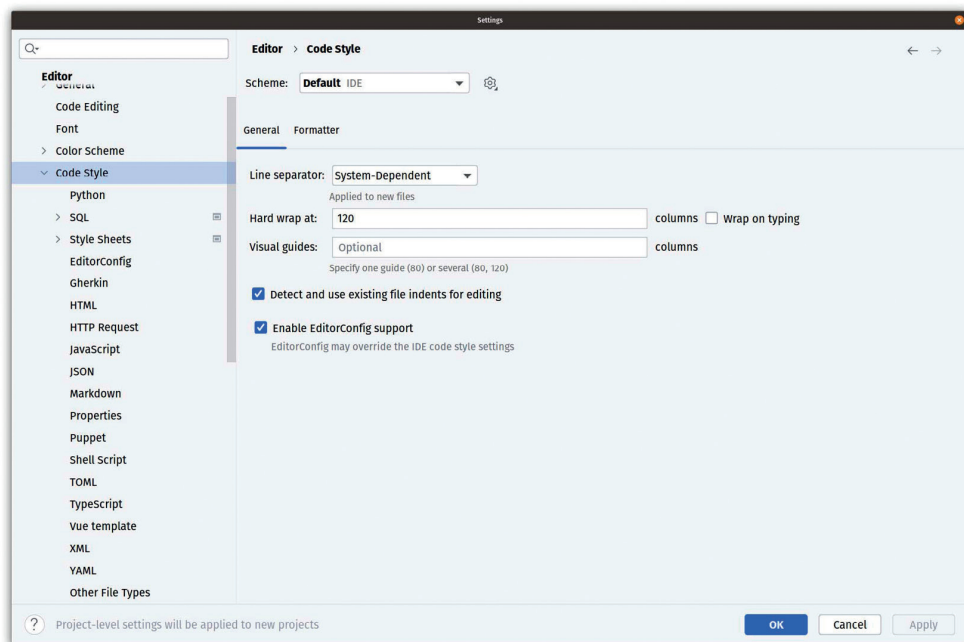 Settings
Editor
General
Code Editing
Font
Color Scheme
Code Style
Python
SQL
Style Sheets
EditorConfig
Gherkin
HTML
HTTP Request
JavaScript
JSON
Markdown
Properties
Puppet
Shell Script
TOML
TypeScript
Vue template
XML
YAML
Other File Types
Editor > Code Style
Scheme: Default IDE
General Formatter
Line separator: System-Dependent
Applied to new files
Hard wrap at: 120 columns Wrap on typing
Visual guides: Optional columns
Specify one guide (80) or several (80, 120)
Detect and use existing file indents for editing
Enable EditorConfig support
EditorConfig may override the IDE code style settings
? Project-level settings will be applied to new projects
OK Cancel Apply